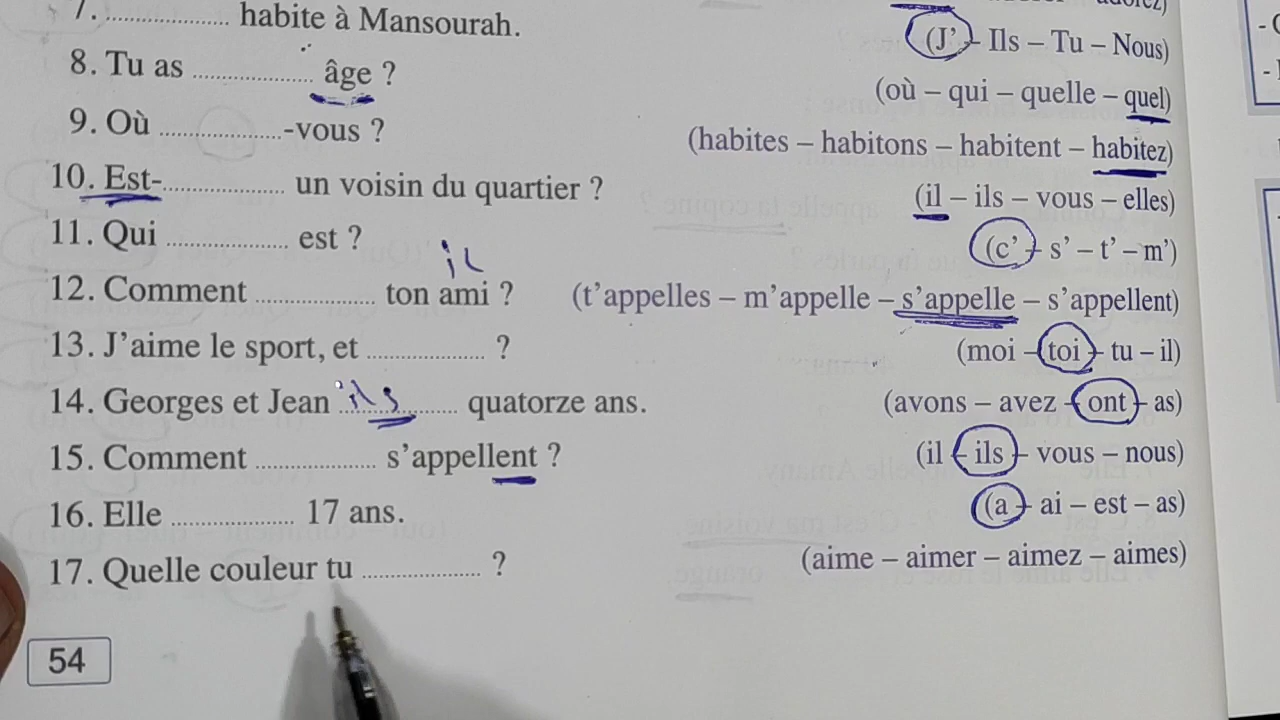 7. .................... habite à Mansourah. (J' – Ils – Tu – Nous)
8. Tu as .................... âge ? (où – qui – quelle – quel)
9. Où ....................-vous ? (habites – habitons – habitent – habitez)
10. Est-.................... un voisin du quartier ? (il – ils – vous – elles)
11. Qui .................... est ? (c' – s' – t' – m')
il
12. Comment .................... ton ami ? (t'appelles – m'appelle – s'appelle – s'appellent)
13. J'aime le sport, et .................... ? (moi – toi – tu – il)
14. Georges et Jean ils .................... quatorze ans. (avons – avez – ont – as)
15. Comment .................... s'appellent ? (il – ils – vous – nous)
16. Elle .................... 17 ans. (a – ai – est – as)
17. Quelle couleur tu .................... ? (aime – aimer – aimez – aimes)
54